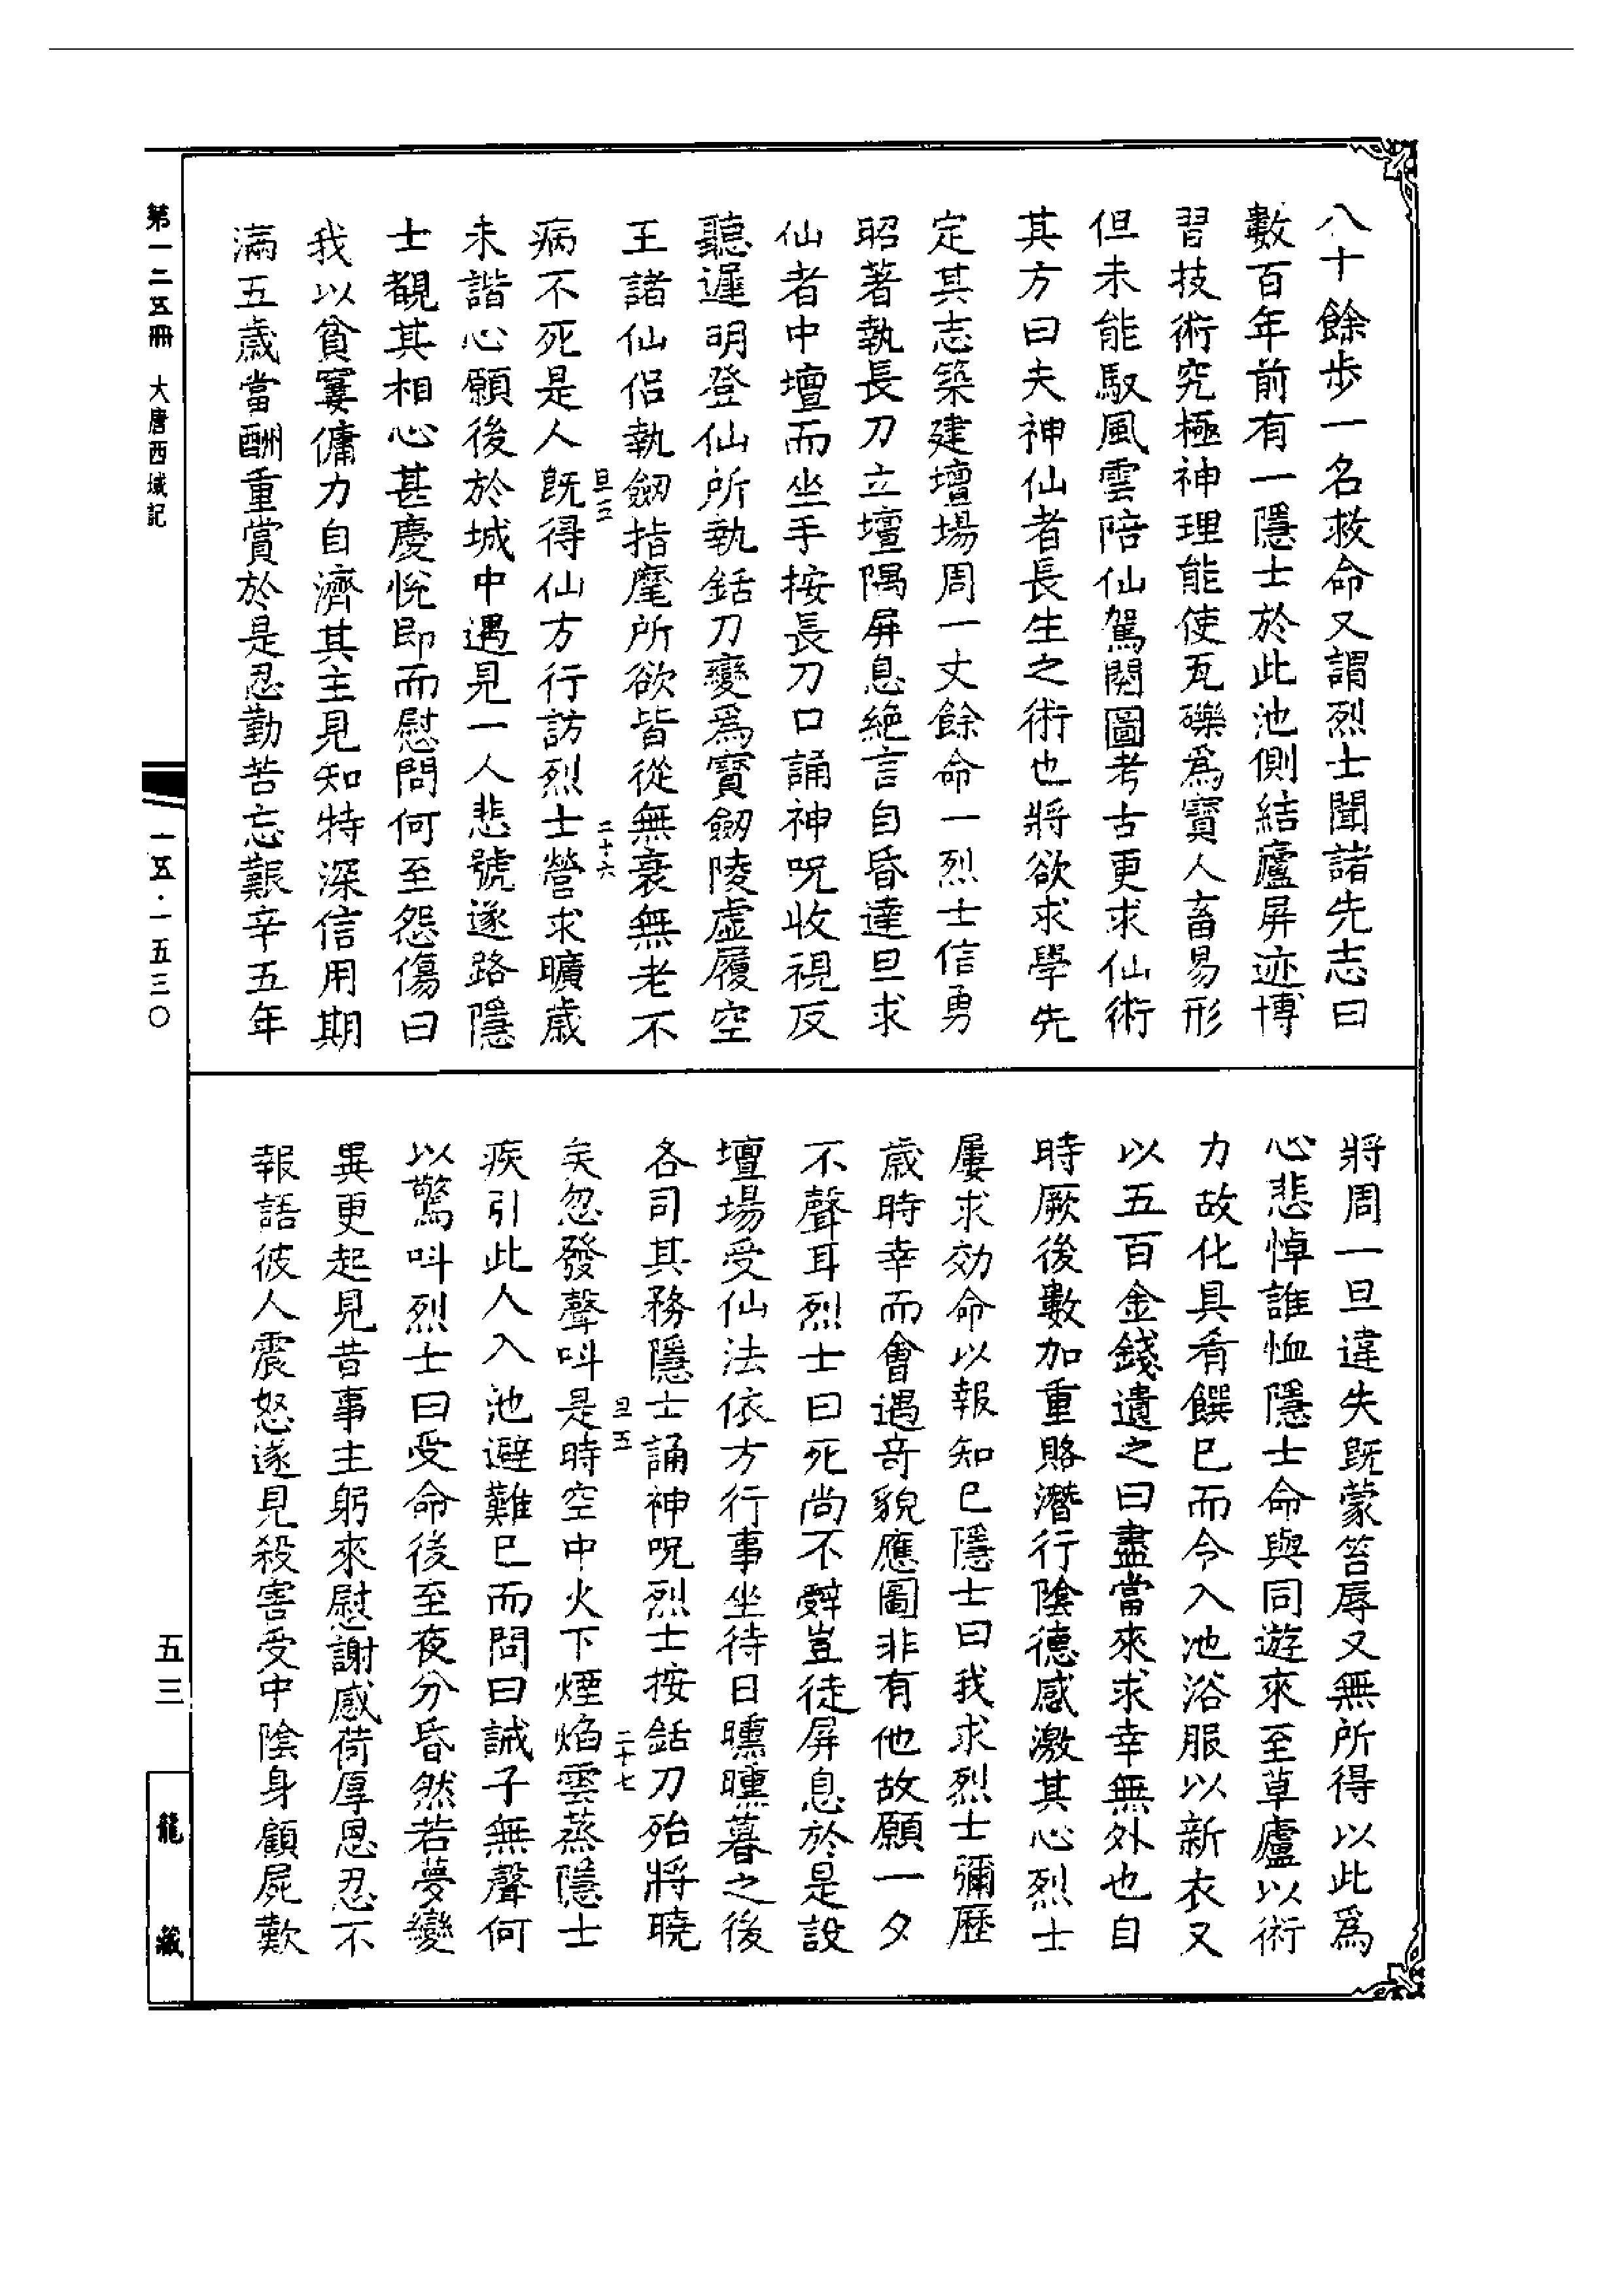 八十餘步一名救命又謂烈士聞諸先志曰
數百年前有一隱士於此池側結廬屏迹博
習技術究極神理能使瓦礫爲寶人畜易形
但未能馭風雲陪仙駕閱圖考古更求仙術
其方曰夫神仙者長生之術也將欲求學先
定其志築建壇場周一丈餘命一烈士信勇
昭著執長刀立壇隅屏息絶言自昏達旦求
仙者中壇而坐手按長刀口誦神呪收視反
聽遲明登仙所執銛刀變爲寶劒陵虛履空
王諸仙侶執劒指麾所欲皆從無衰無老不
旦五
二十六
病不死是人既得仙方行訪烈士營求曠歲
未諧心願後於城中遇見一人悲號逐路隱
士覩其相心甚慶悅即而慰問何至怨傷曰
我以貧窶傭力自濟其主見知特深信用期
滿五歲當酬重賞於是忍勤苦忘艱辛五年
將周一旦違失既蒙笞辱又無所得以此爲
心悲悼誰恤隱士命與同遊來至草廬以術
力故化具肴饌已而令入池浴服以新衣又
以五百金錢遺之曰盡當來求幸無外也自
時厥後數加重賂潛行陰德感激其心烈士
屢求効命以報知已隱士曰我求烈士彌歷
歲時幸而會遇奇貌應圖非有他故願一夕
不聲耳烈士曰死尚不辭豈徒屏息於是設
壇場受仙法依方行事坐待日曛曛暮之後
各司其務隱士誦神呪烈士按銛刀殆將曉
旦五
二十七
矣忽發聲叫是時空中火下煙焰雲蒸隱士
疾引此人入池避難已而問曰誡子無聲何
以驚叫烈士曰受命後至夜分昏然若夢變
異更起見昔事主躬來慰謝感荷厚恩忍不
報語彼人震怒遂見殺害受中陰身顧屍歎
第一二五冊 大唐西域記
一五·一五三〇
五三
龍藏